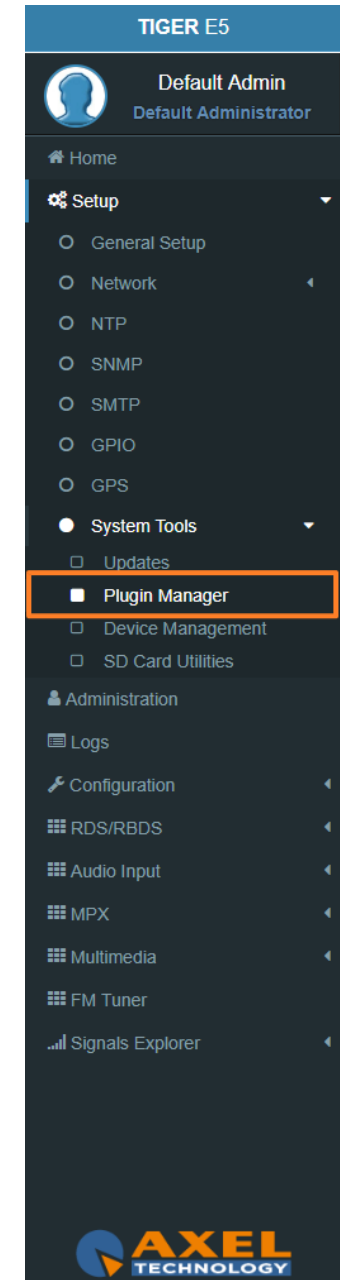 TIGER E5
Default Admin
Default Administrator
Home
Setup
General Setup
Network
NTP
SNMP
SMTP
GPIO
GPS
System Tools
Updates
Plugin Manager
Device Management
SD Card Utilities
Administration
Logs
Configuration
RDS/RBDS
Audio Input
MPX
Multimedia
FM Tuner
Signals Explorer
AXEL
TECHNOLOGY